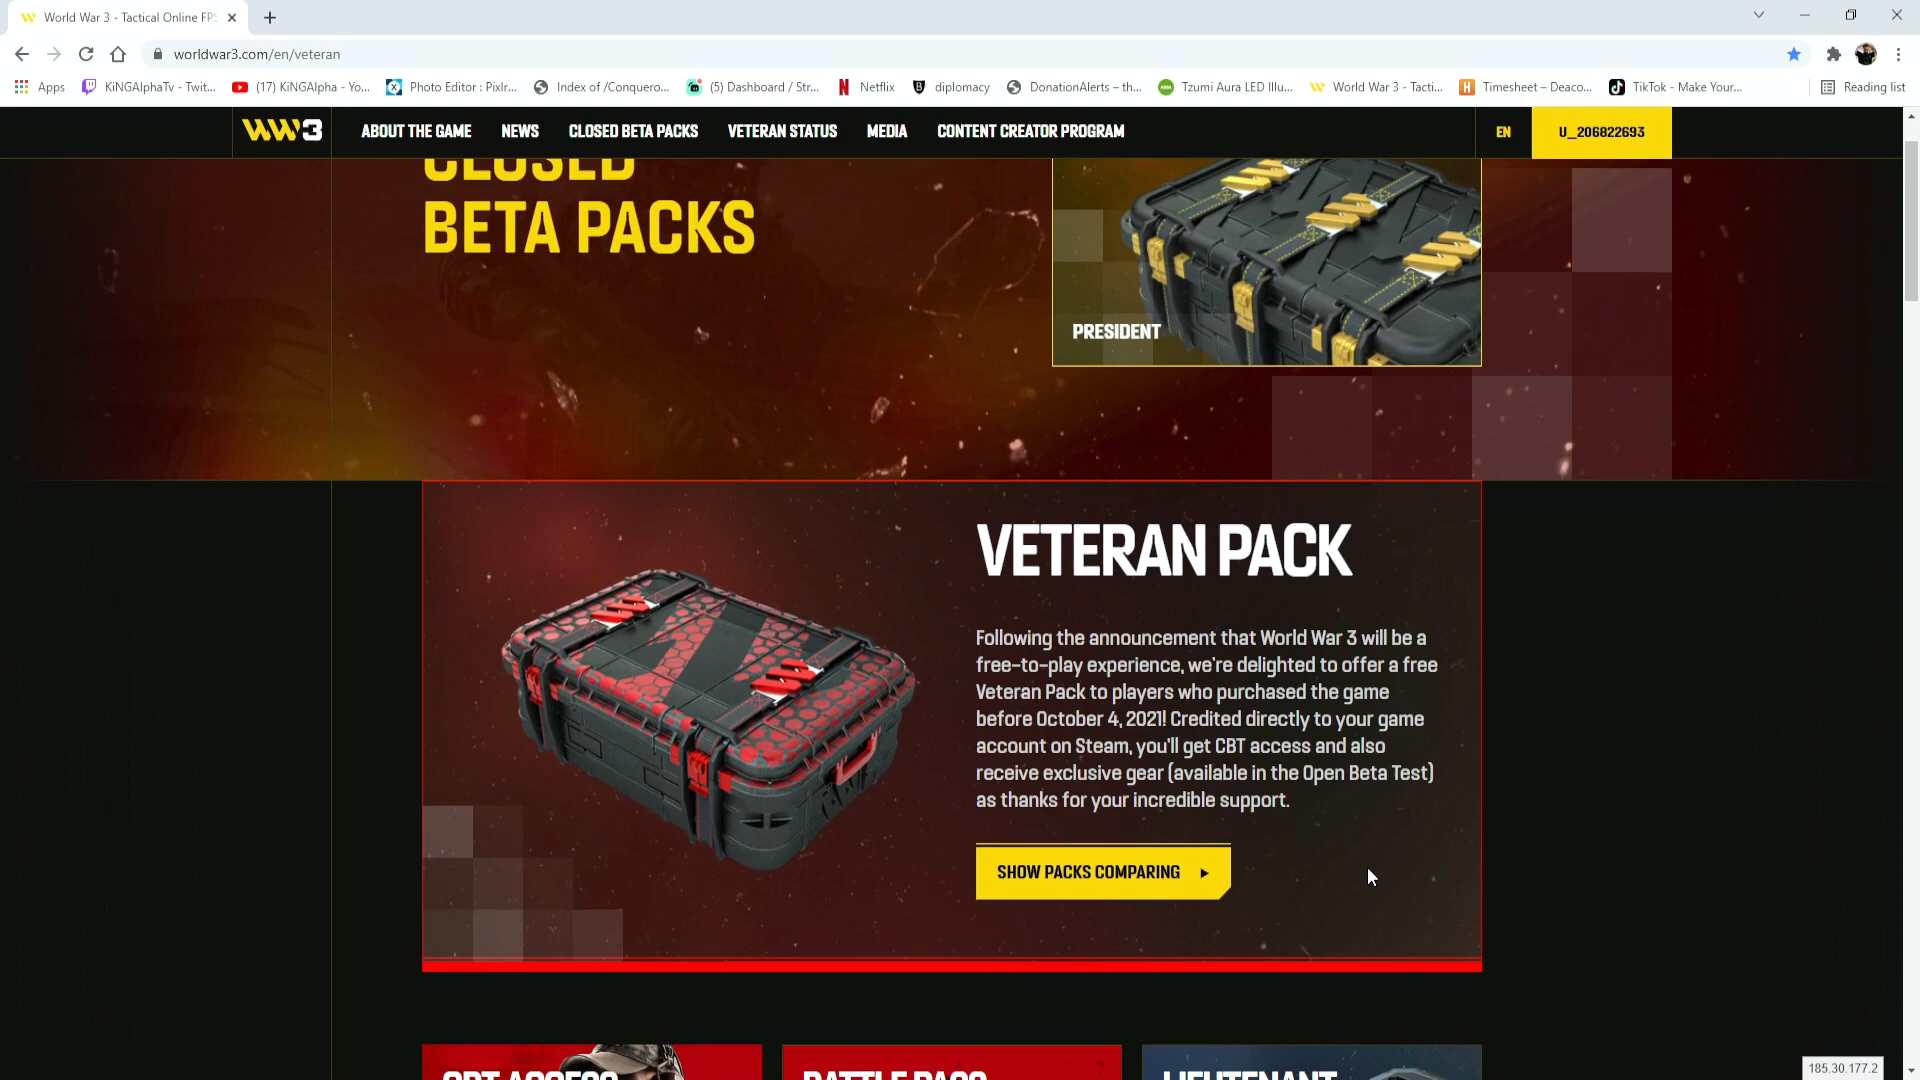 World War 3 - Tactical Online FPS
worldwar3.com/en/veteran
Apps
KiNGAlphaTv - Twit...
(17) KiNGAlpha - Yo...
Photo Editor : Pixlr...
Index of /Conquero...
(5) Dashboard / Str...
Netflix
diplomacy
DonationAlerts – th...
Tzumi Aura LED Illu...
World War 3 - Tacti...
Timesheet – Deaco...
TikTok - Make Your...
Reading list
WW3
ABOUT THE GAME
NEWS
CLOSED BETA PACKS
VETERAN STATUS
MEDIA
CONTENT CREATOR PROGRAM
EN
U_206822693
CLOSED
BETA PACKS
PRESIDENT
VETERAN PACK
Following the announcement that World War 3 will be a
free-to-play experience, we're delighted to offer a free
Veteran Pack to players who purchased the game
before October 4, 2021! Credited directly to your game
account on Steam, you'll get CBT access and also
receive exclusive gear (available in the Open Beta Test)
as thanks for your incredible support.
SHOW PACKS COMPARING
CBT ACCESS
BATTLE PASS
LIEUTENANT
185.30.177.2